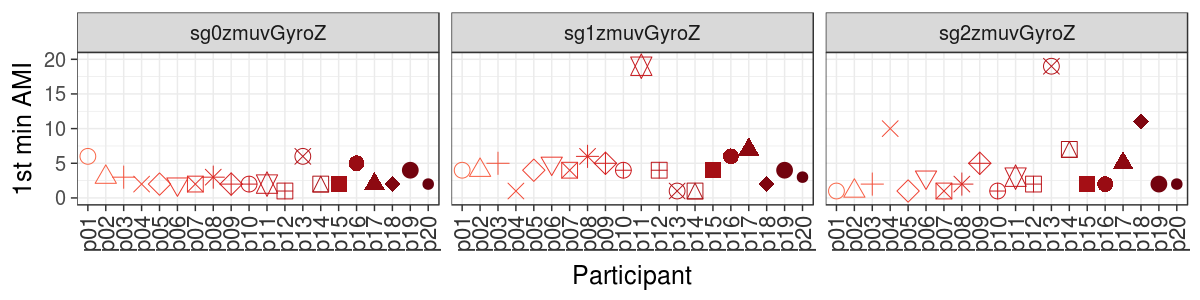 sg0zmuvGyroZ sg1zmuvGyroZ sg2zmuvGyroZ
1st min AMI
20
15
10
5
0
p01 p02 p03 p04 p05 p06 p07 p08 p09 p10 p11 p12 p13 p14 p15 p16 p17 p18 p19 p20
p01 p02 p03 p04 p05 p06 p07 p08 p09 p10 p11 p12 p13 p14 p15 p16 p17 p18 p19 p20
p01 p02 p03 p04 p05 p06 p07 p08 p09 p10 p11 p12 p13 p14 p15 p16 p17 p18 p19 p20
Participant